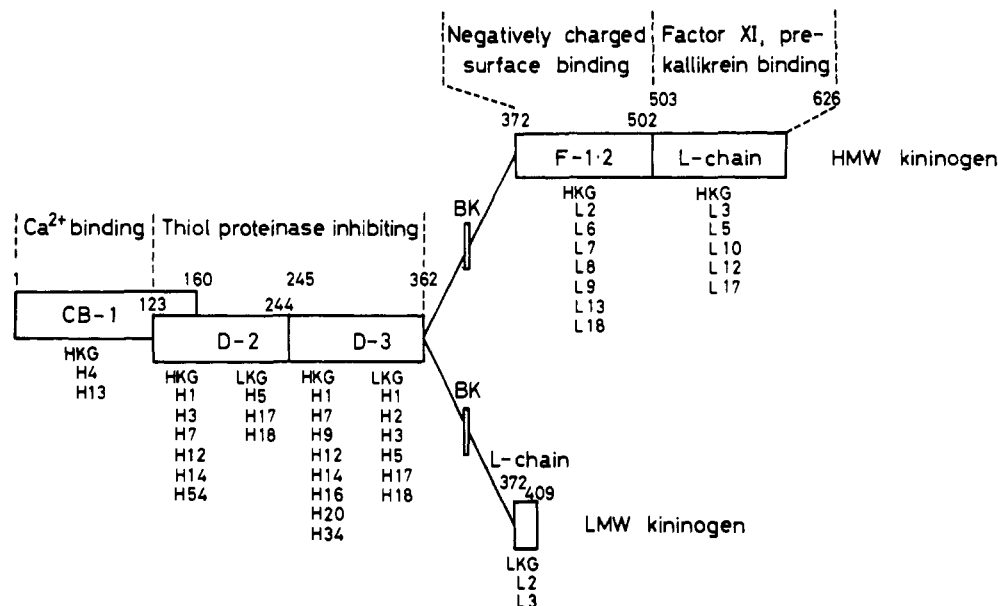 Negatively charged
surface binding
Factor XI, pre-
kallikrein binding
372
502
503
626
F-1·2
L-chain
HMW kininogen
HKG
L2
L6
L7
L8
L9
L13
L18
HKG
L3
L5
L10
L12
L17
BK
Ca2+ binding
Thiol proteinase inhibiting
1
123
160
244
245
362
CB-1
D-2
D-3
HKG
H4
H13
HKG
H1
H3
H7
H12
H14
H54
LKG
H5
H17
H18
HKG
H1
H7
H9
H12
H14
H16
H20
H34
LKG
H1
H2
H3
H5
H17
H18
BK
L-chain
372
409
LMW kininogen
LKG
L2
L3